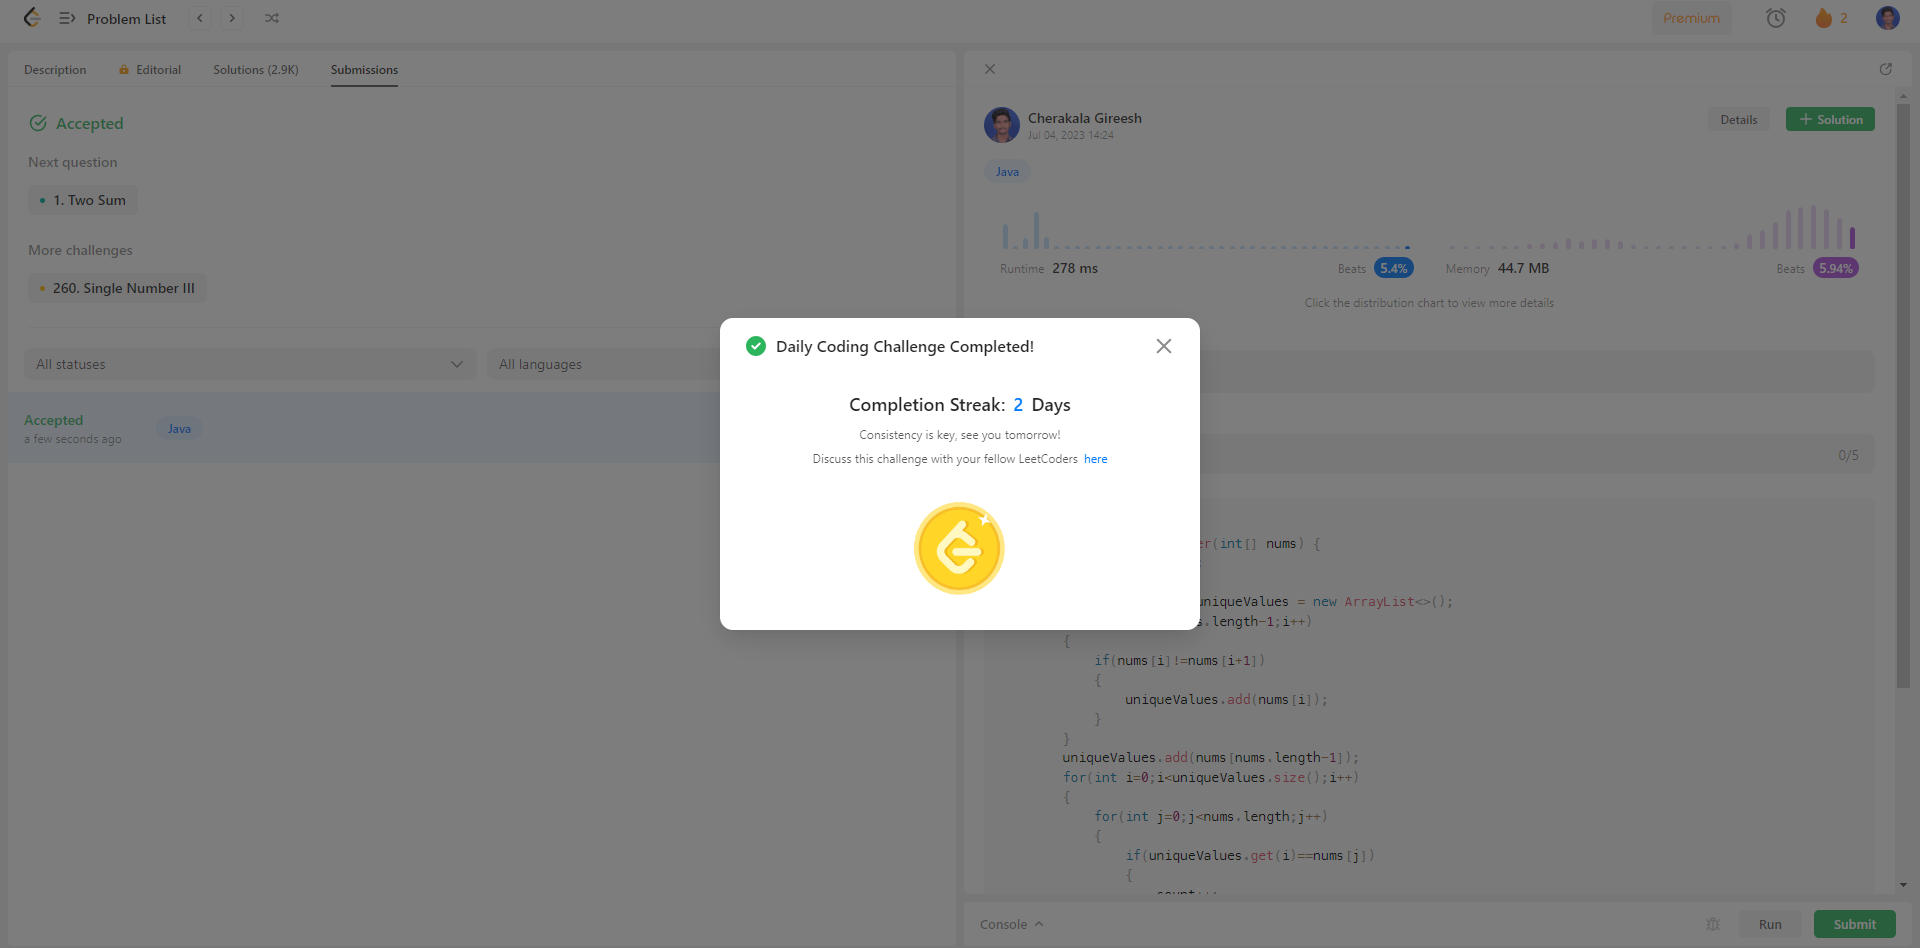 Problem List
Premium
2
Description
Editorial
Solutions (2.9K)
Submissions
Accepted
Next question
1. Two Sum
More challenges
260. Single Number III
All statuses
All languages
Accepted
a few seconds ago
Java
Cherakala Gireesh
Jul 04, 2023 14:24
Details
+ Solution
Java
Runtime 278 ms
Beats 5.4%
Memory 44.7 MB
Beats 5.94%
Click the distribution chart to view more details
Daily Coding Challenge Completed!
Completion Streak: 2 Days
Consistency is key, see you tomorrow!
Discuss this challenge with your fellow LeetCoders here
0/5
er(int[] nums) {
uniqueValues = new ArrayList<>();
s.length-1;i++)
{
if(nums[i]!=nums[i+1])
{
uniqueValues.add(nums[i]);
}
}
uniqueValues.add(nums[nums.length-1]);
for(int i=0;i<uniqueValues.size();i++)
{
for(int j=0;j<nums.length;j++)
{
if(uniqueValues.get(i)==nums[j])
{
Console
Run
Submit